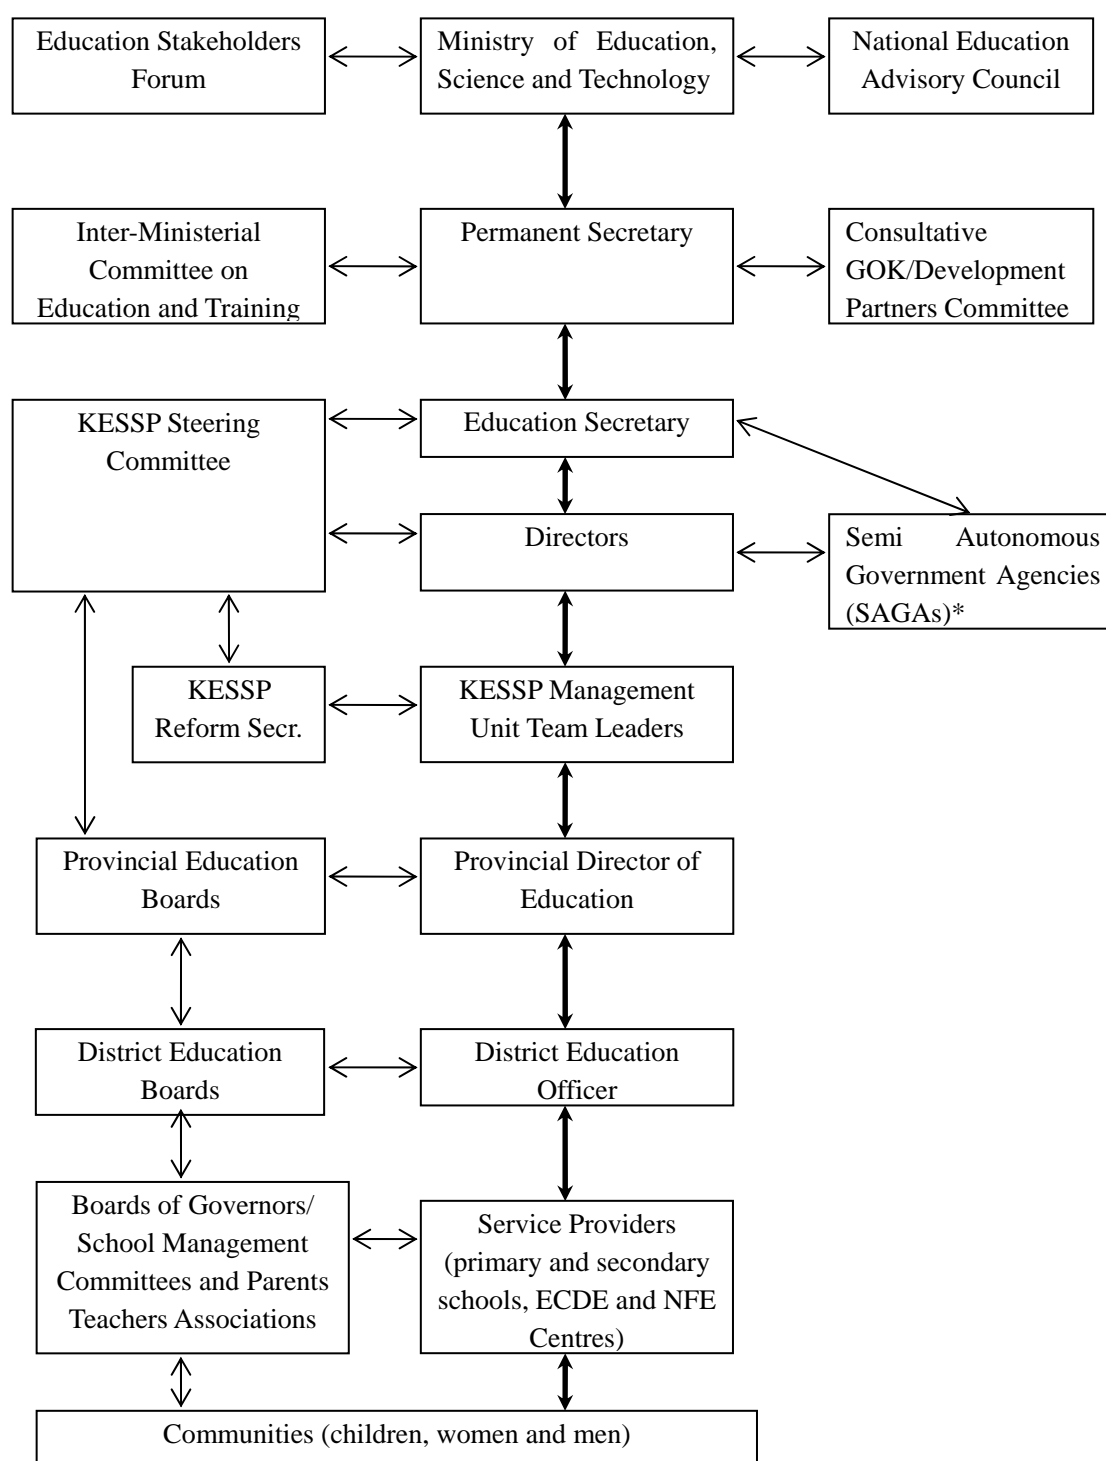 Education Stakeholders
Forum
Ministry of Education,
Science and Technology
National Education
Advisory Council
Inter-Ministerial
Committee on
Education and Training
Permanent Secretary
Consultative
GOK/Development
Partners Committee
KESSP Steering
Committee
Education Secretary
Directors
Semi Autonomous
Government Agencies
(SAGAs)*
KESSP
Reform Secr.
KESSP Management
Unit Team Leaders
Provincial Education
Boards
Provincial Director of
Education
District Education
Boards
District Education
Officer
Boards of Governors/
School Management
Committees and Parents
Teachers Associations
Service Providers
(primary and secondary
schools, ECDE and NFE
Centres)
Communities (children, women and men)